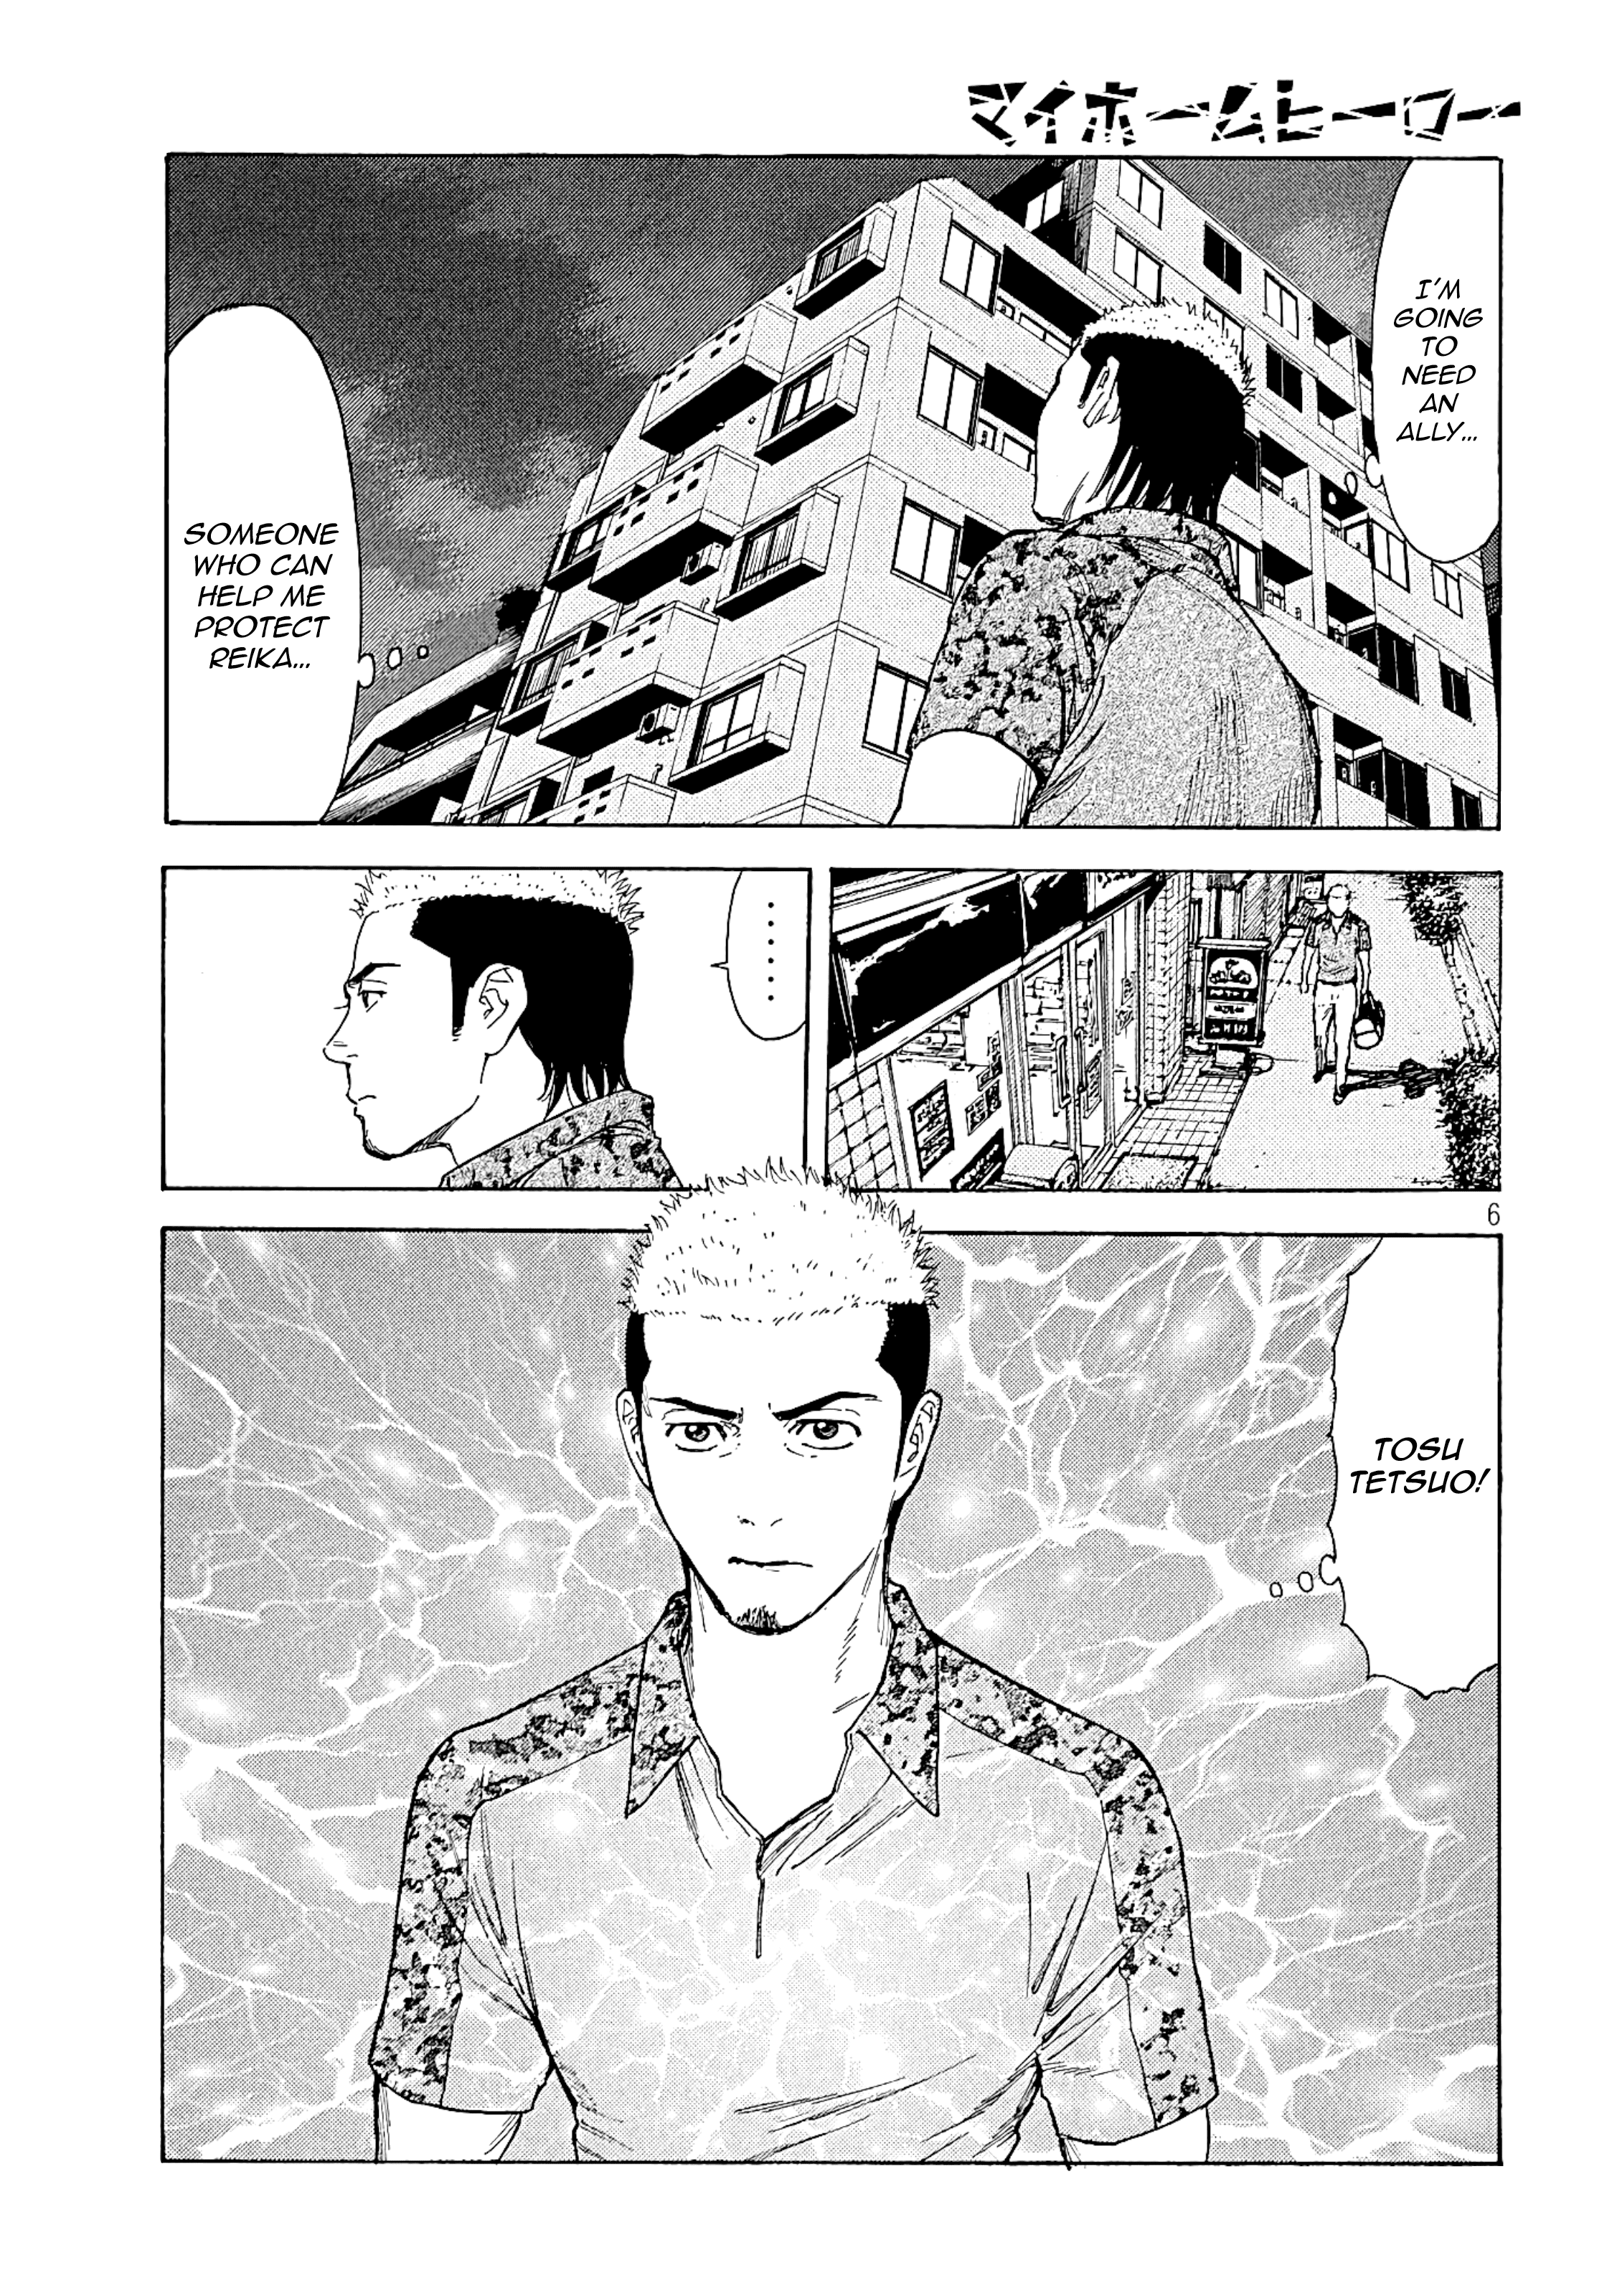 マイホームヒーロー
I'M
GOING
TO
NEED
AN
ALLY...
SOMEONE
WHO CAN
HELP ME
PROTECT
REIKA...
......
6
TOSU
TETSUO!